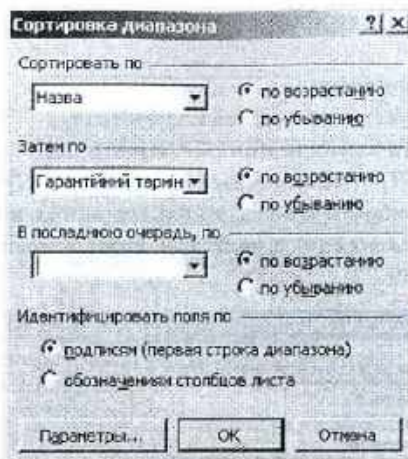 Сортировка диапазона
Сортировать по
Назва
по возрастанию
по убыванию
Затем по
Гарантійний термін
по возрастанию
по убыванию
В последнюю очередь, по
по возрастанию
по убыванию
Идентифицировать поля по
подписям (первая строка диапазона)
обозначениям столбцов листа
Параметры...
OK
Отмена